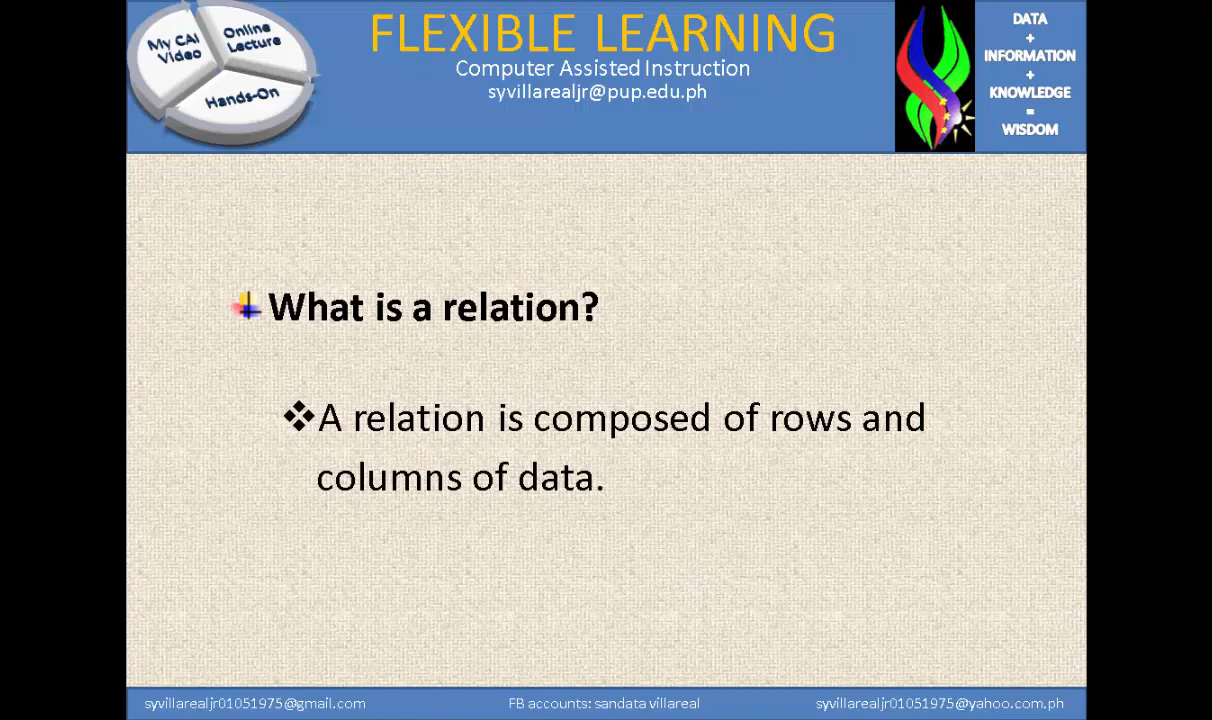 My CAI
Video
Online
Lecture
Hands-On
FLEXIBLE LEARNING
Computer Assisted Instruction
syvillarealjr@pup.edu.ph
DATA
+
INFORMATION
+
KNOWLEDGE
=
WISDOM
What is a relation?
A relation is composed of rows and
columns of data.
syvillarealjr01051975@gmail.com
FB accounts: sandata villareal
syvillarealjr01051975@yahoo.com.ph